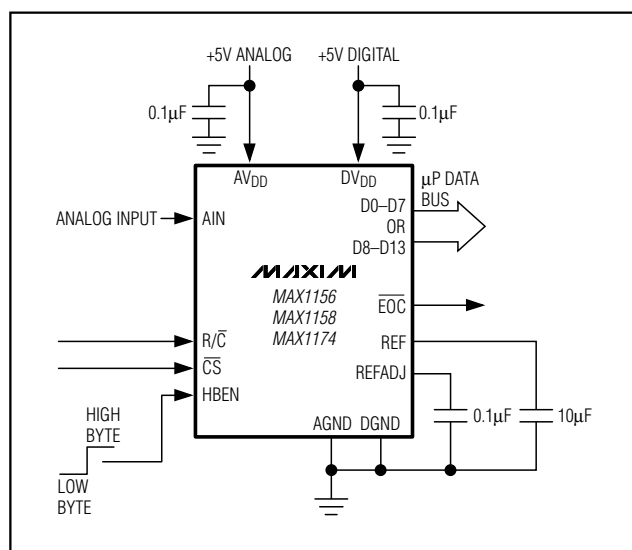 +5V ANALOG
+5V DIGITAL
0.1µF
0.1µF
AVDD
DVDD
µP DATA
BUS
D0–D7
OR
D8–D13
ANALOG INPUT
AIN
MAXIM
MAX1156
MAX1158
MAX1174
EOC
R/C
REF
CS
REFADJ
HBEN
HIGH
BYTE
0.1µF
10µF
AGND
DGND
LOW
BYTE